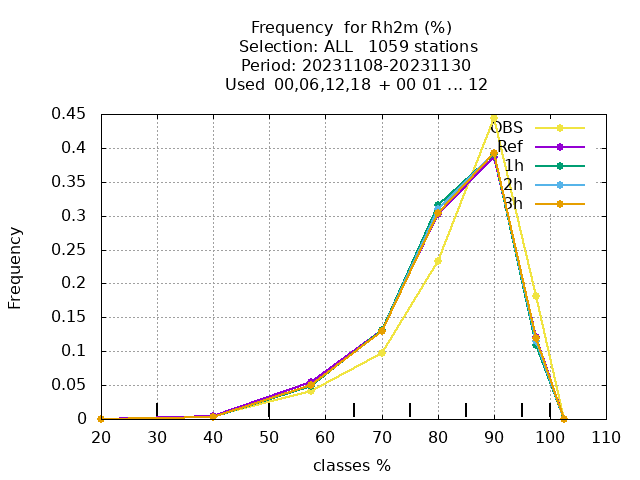 Frequency  for Rh2m (%)
Selection: ALL   1059 stations
Period: 20231108-20231130
Used  00,06,12,18  + 00 01 ... 12
0.45
0.4
0.35
0.3
0.25
0.2
0.15
0.1
0.05
0
Frequency
OBS
Ref
1h
2h
3h
20 30 40 50 60 70 80 90 100 110
classes %